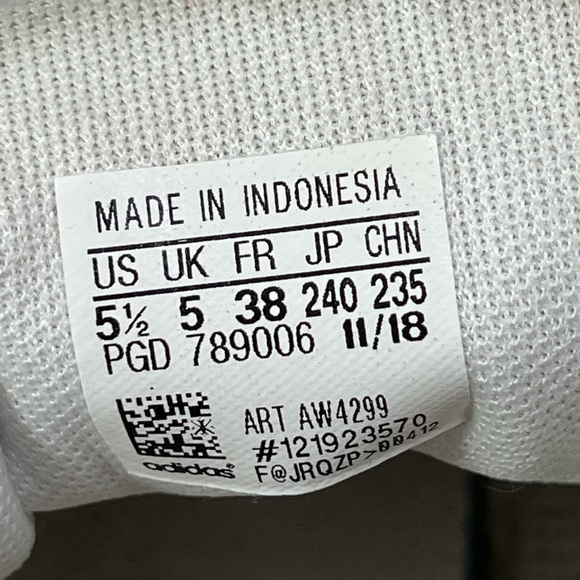 MADE IN INDONESIA
US UK FR JP CHN
5½ 5 38 240 235
PGD 789006 11/18
ART AW4299
#121923570
F@JRQZP>00412
adidas